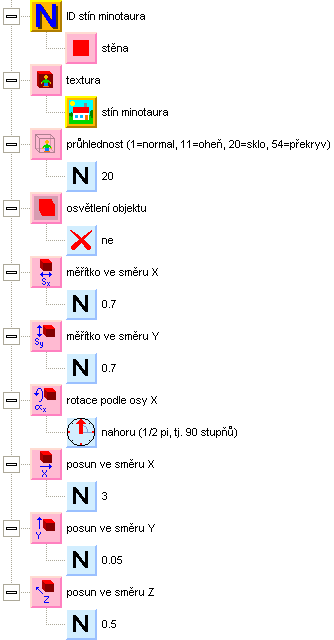 ID stín minotaura
stěna
textura
stín minotaura
průhlednost (1=normal, 11=oheň, 20=sklo, 54=překryv)
N 20
osvětlení objektu
ne
měřítko ve směru X
N 0.7
měřítko ve směru Y
N 0.7
rotace podle osy X
nahoru (1/2 pi, tj. 90 stupňů)
posun ve směru X
N 3
posun ve směru Y
N 0.05
posun ve směru Z
N 0.5